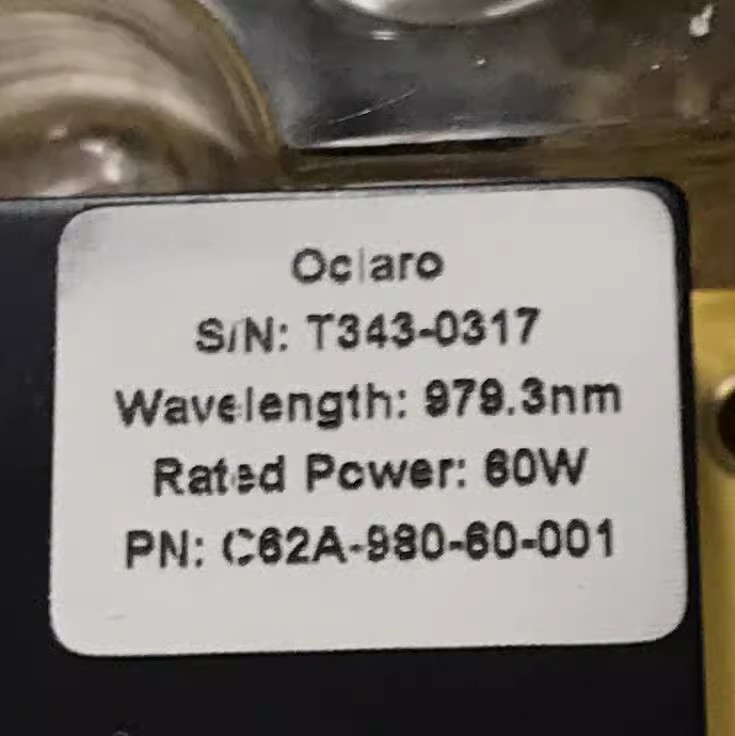 Oclaro
S/N: T343-0317
Wavelength: 979.3nm
Rated Power: 60W
PN: C62A-980-60-001